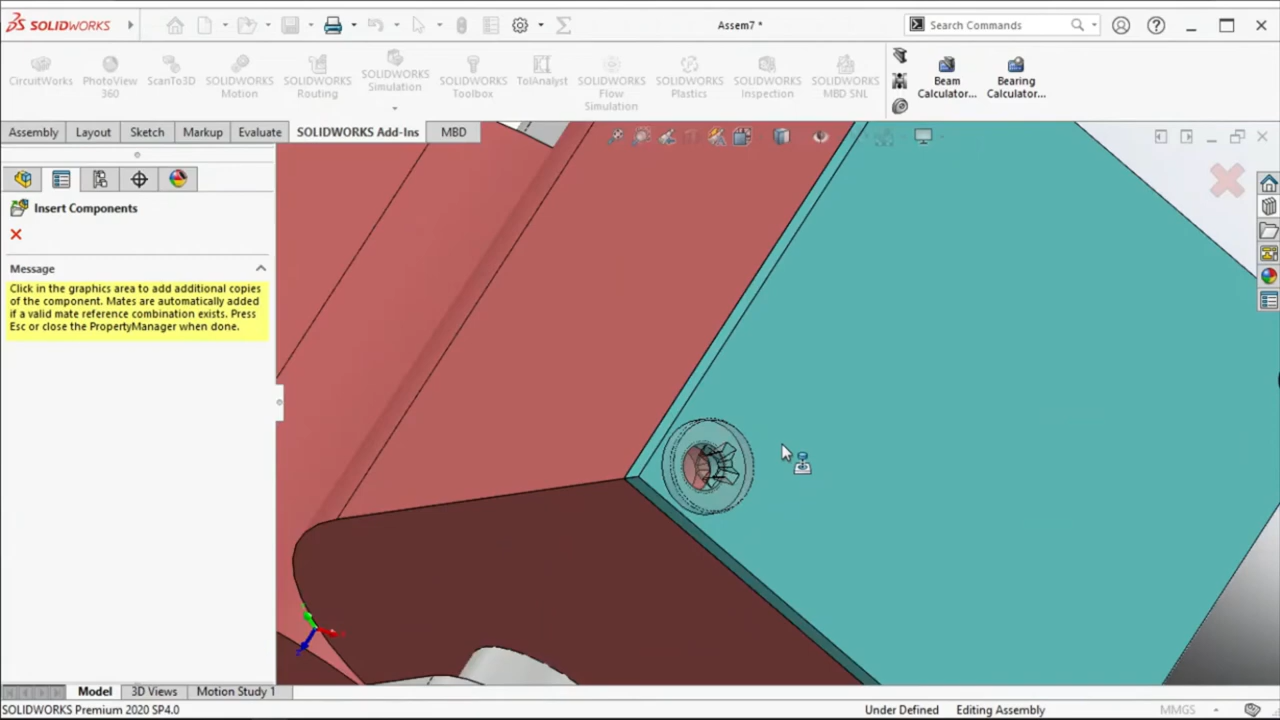 SOLIDWORKS
Assem7 *
Search Commands
CircuitWorks
PhotoView
360
ScanTo3D
SOLIDWORKS
Motion
SOLIDWORKS
Routing
SOLIDWORKS
Simulation
SOLIDWORKS
Toolbox
TolAnalyst
SOLIDWORKS
Flow
Simulation
SOLIDWORKS
Plastics
SOLIDWORKS
Inspection
SOLIDWORKS
MBD SNL
Beam
Calculator...
Bearing
Calculator...
Assembly
Layout
Sketch
Markup
Evaluate
SOLIDWORKS Add-Ins
MBD
Insert Components
Message
Click in the graphics area to add additional copies
of the component. Mates are automatically added
if a valid mate reference combination exists. Press
Esc or close the PropertyManager when done.
Model
3D Views
Motion Study 1
SOLIDWORKS Premium 2020 SP4.0
Under Defined
Editing Assembly
MMGS